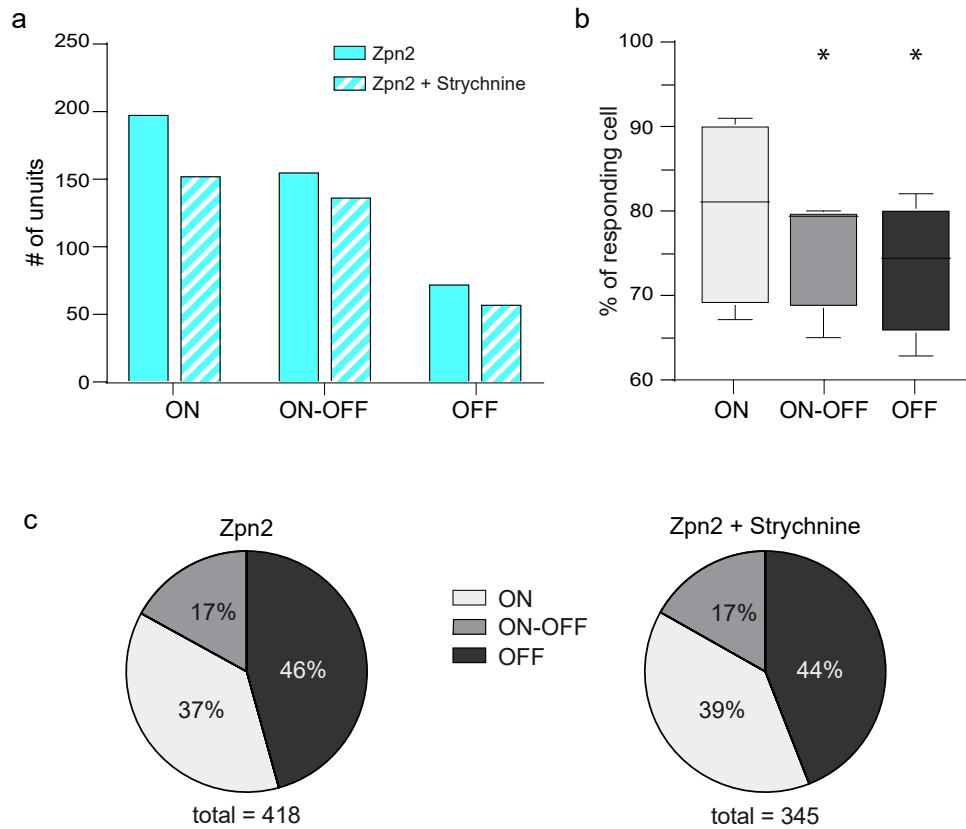 a
250
200
150
100
50
0
# of unuits
Zpn2
Zpn2 + Strychnine
ON
ON-OFF
OFF
b
100
90
80
70
60
% of responding cell
*
*
ON
ON-OFF
OFF
c
Zpn2
17%
46%
37%
total = 418
ON
ON-OFF
OFF
Zpn2 + Strychnine
17%
44%
39%
total = 345